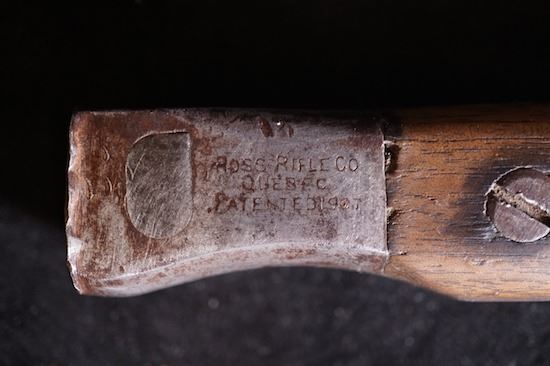 ROSS RIFLE CO
QUEBEC
PATENTED 1907